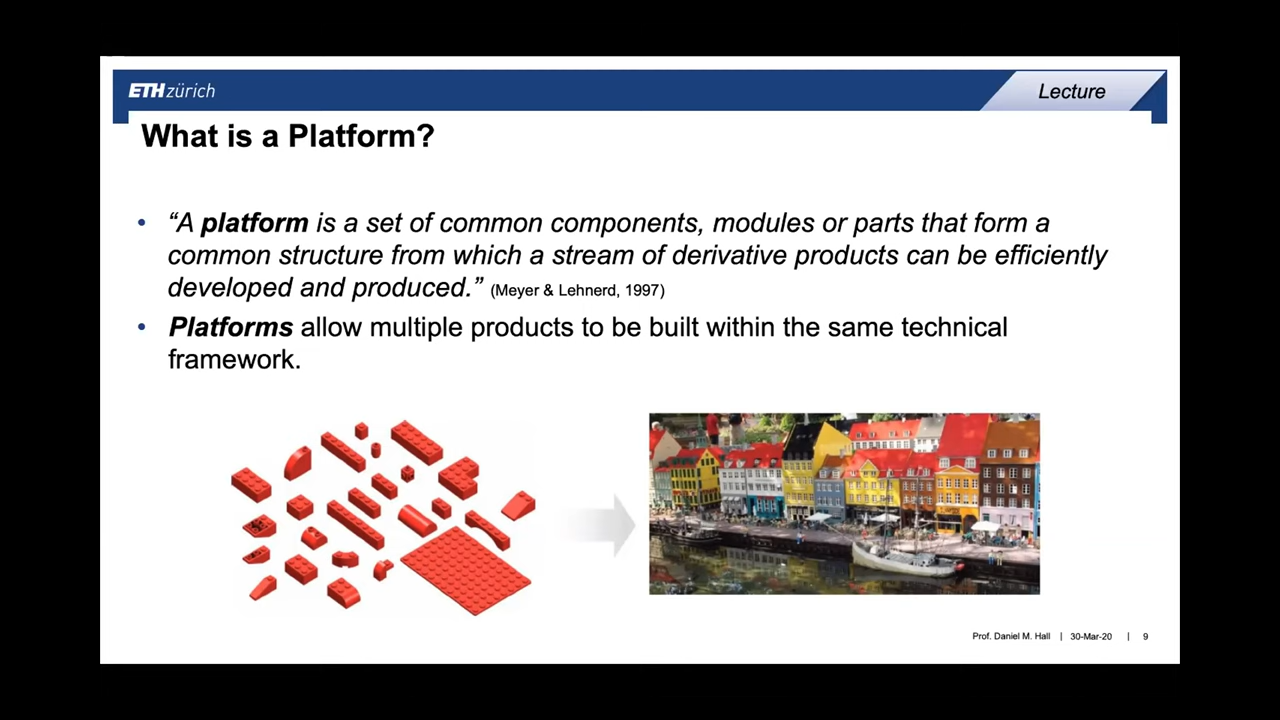 ETH zürich
Lecture
What is a Platform?
• “A platform is a set of common components, modules or parts that form a
common structure from which a stream of derivative products can be efficiently
developed and produced.” (Meyer & Lehnerd, 1997)
• Platforms allow multiple products to be built within the same technical
framework.
Prof. Daniel M. Hall | 30-Mar-20 | 9